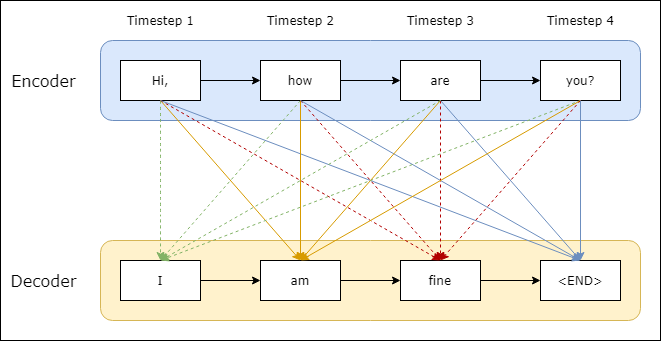 Timestep 1 Timestep 2 Timestep 3 Timestep 4
Encoder Hi, how are you?
Decoder I am fine <END>